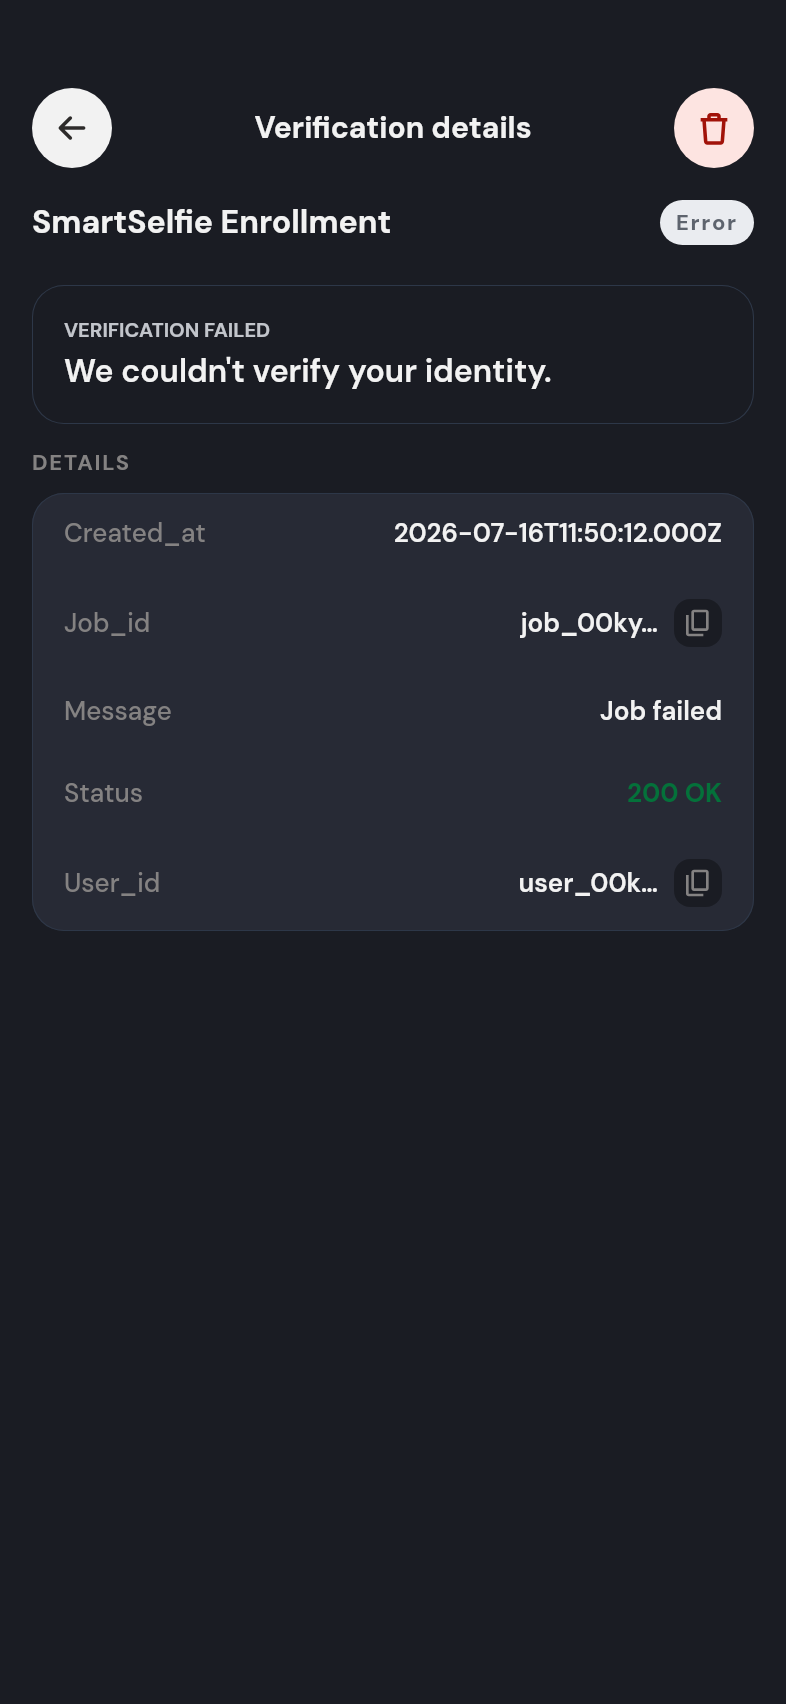 Verification details
SmartSelfie Enrollment
Error
VERIFICATION FAILED
We couldn't verify your identity.
DETAILS
Created_at 2026-07-16T11:50:12.000Z
Job_id job_00ky...
Message Job failed
Status 200 OK
User_id user_00k...